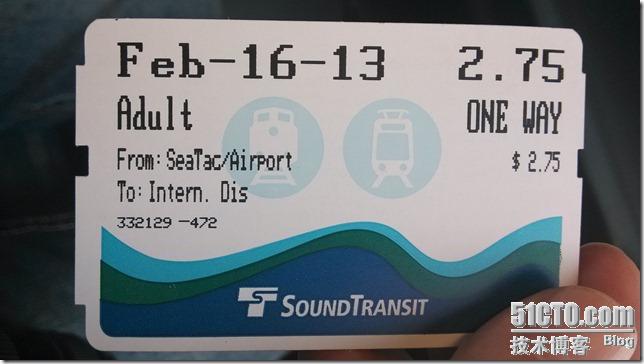 Feb-16-13 2.75
Adult ONE WAY
From: SeaTac/Airport $ 2.75
To: Intern. Dis
332129 -472
SOUNDTRANSIT
51CTO.com
技术博客 Blog